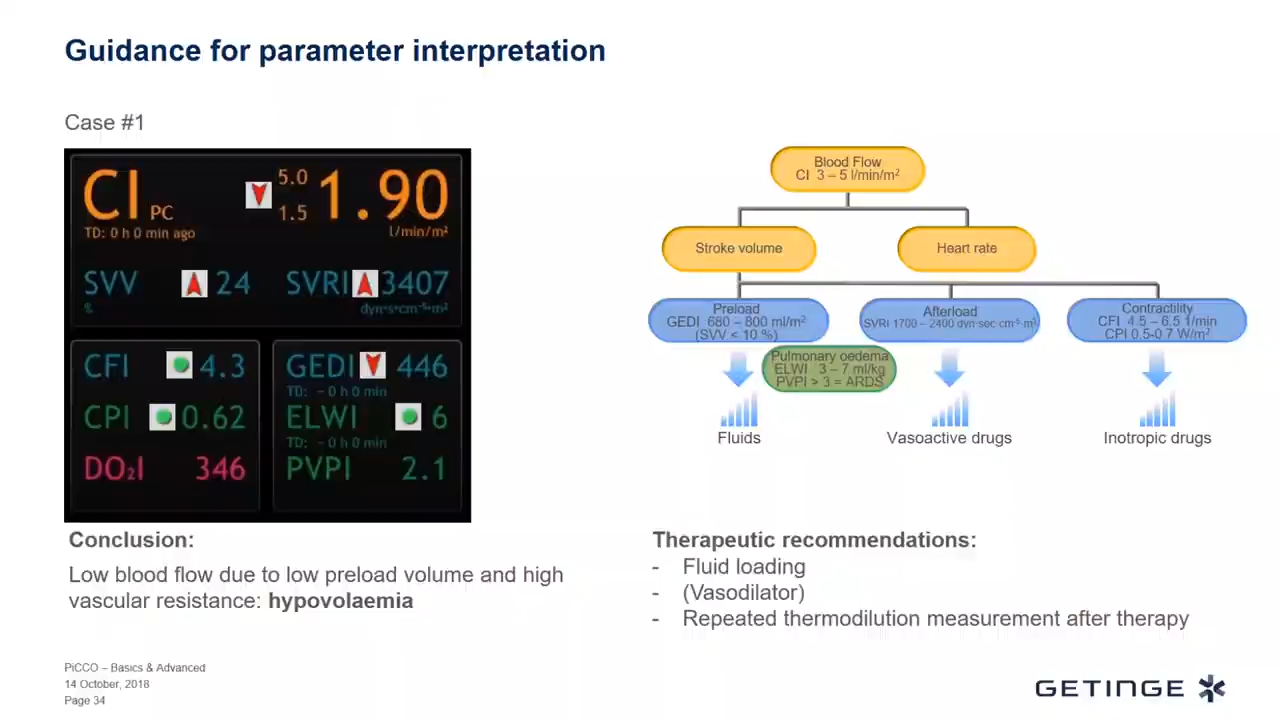 Guidance for parameter interpretation
Case #1
CI PC
5.0
1.5
1.90
TD: 0 h 0 min ago
l/min/m²
SVV 24
%
SVRI 3407
dyn·s·cm⁻⁵·m²
CFI 4.3
CPI 0.62
DO₂I 346
GEDI 446
TD: – 0 h 0 min
ELWI 6
TD: – 0 h 0 min
PVPI 2.1
Blood Flow
CI 3 – 5 l/min/m²
Stroke volume
Heart rate
Preload
GEDI 680 – 800 ml/m²
(SVV < 10 %)
Afterload
SVRI 1700 – 2400 dyn·sec·cm⁻⁵·m²
Contractility
CFI 4.5 – 6.5 1/min
CPI 0.5-0.7 W/m²
Pulmonary oedema
ELWI 3 – 7 ml/kg
PVPI > 3 = ARDS
Fluids
Vasoactive drugs
Inotropic drugs
Conclusion:
Low blood flow due to low preload volume and high
vascular resistance: hypovolaemia
Therapeutic recommendations:
- Fluid loading
- (Vasodilator)
- Repeated thermodilution measurement after therapy
PiCCO – Basics & Advanced
14 October, 2018
Page 34
GETINGE